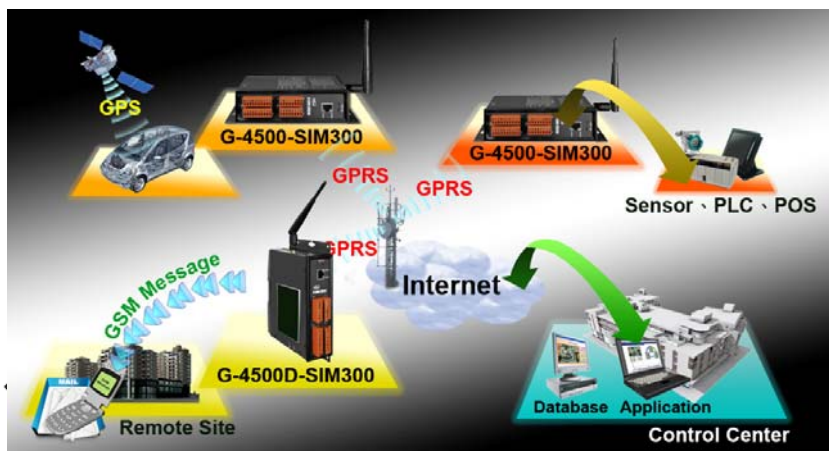 GPS
G-4500-SIM300
G-4500-SIM300
GPRS
GPRS
Sensor、PLC、POS
GPRS
GSM Message
Internet
G-4500D-SIM300
MAIL
Remote Site
Database
Application
Control Center